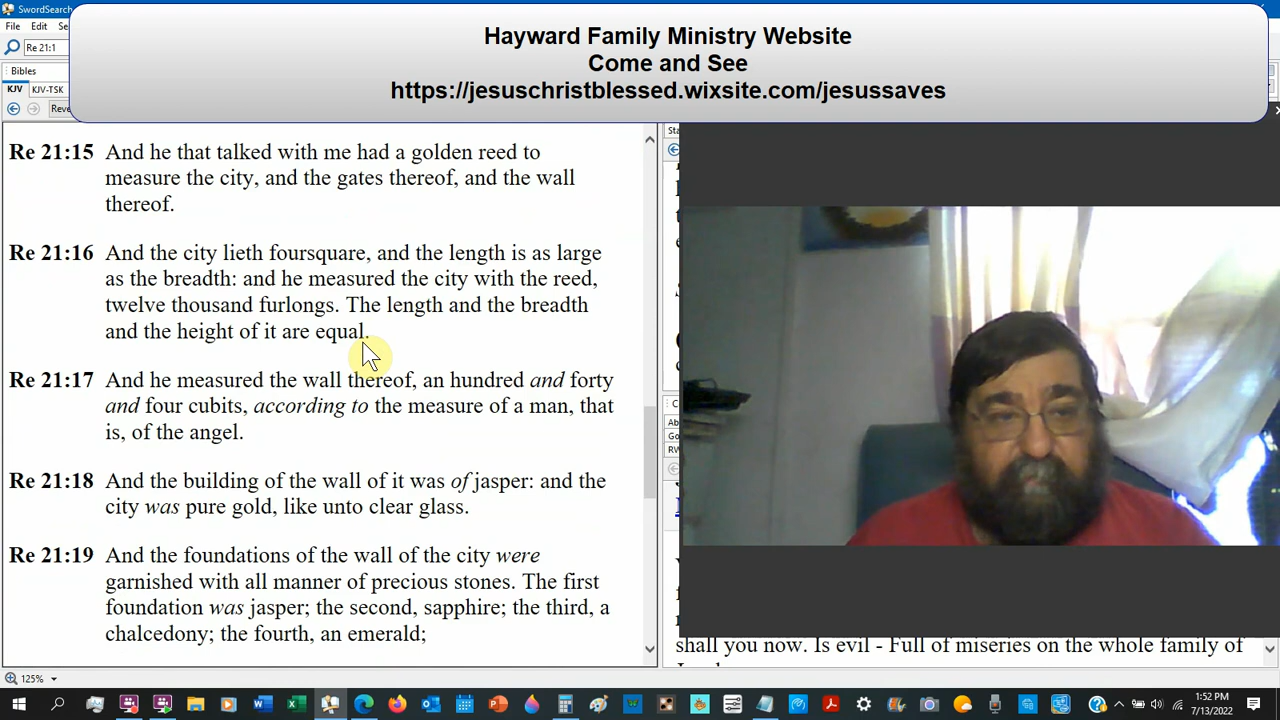 SwordSearch
Hayward Family Ministry Website
Come and See
https://jesuschristblessed.wixsite.com/jesussaves
File Edit
Re 21:1
Bibles
KJV KJV-TSK
Re 21:15 And he that talked with me had a golden reed to
measure the city, and the gates thereof, and the wall
thereof.
Re 21:16 And the city lieth foursquare, and the length is as large
as the breadth: and he measured the city with the reed,
twelve thousand furlongs. The length and the breadth
and the height of it are equal.
Re 21:17 And he measured the wall thereof, an hundred and forty
and four cubits, according to the measure of a man, that
is, of the angel.
Re 21:18 And the building of the wall of it was of jasper: and the
city was pure gold, like unto clear glass.
Re 21:19 And the foundations of the wall of the city were
garnished with all manner of precious stones. The first
foundation was jasper; the second, sapphire; the third, a
chalcedony; the fourth, an emerald;
shall you now. Is evil - Full of miseries on the whole family of
125%
1:52 PM
7/13/2022